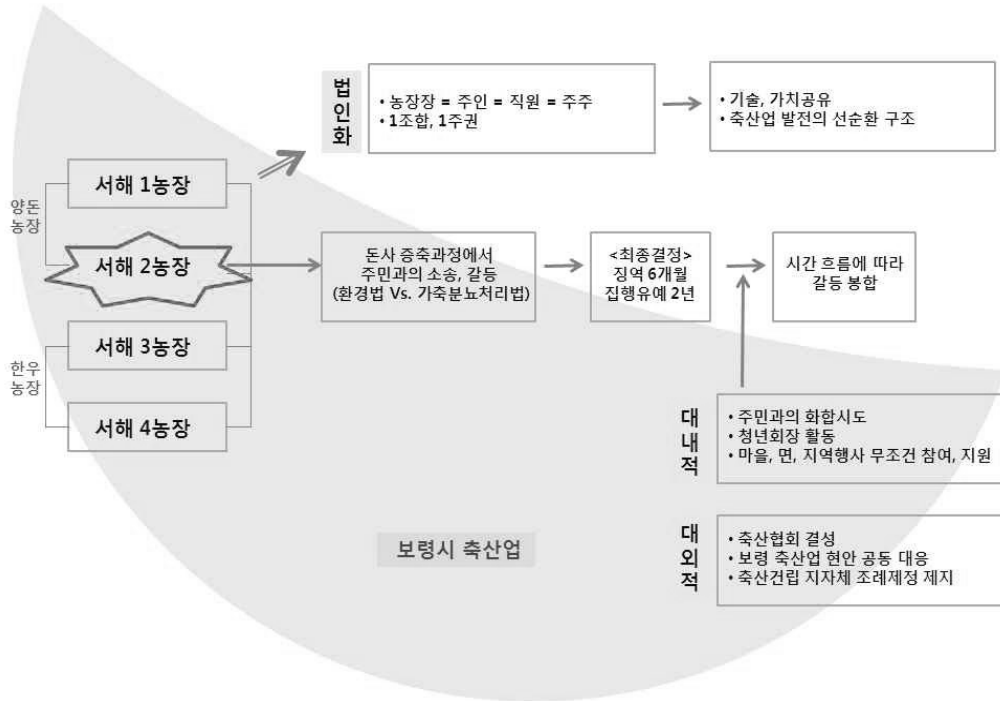 법
인
화
• 농장장 = 주인 = 직원 = 주주
• 1조합, 1주권
• 기술, 가치공유
• 축산업 발전의 선순환 구조
양돈
농장
서해 1농장
서해 2농장
돈사 증축과정에서
주민과의 소송, 갈등
(환경법 Vs. 가축분뇨처리법)
<최종결정>
징역 6개월
집행유예 2년
시간 흐름에 따라
갈등 봉합
한우
농장
서해 3농장
서해 4농장
대
내
적
• 주민과의 화합시도
• 청년회장 활동
• 마을, 면, 지역행사 무조건 참여, 지원
대
외
적
• 축산협회 결성
• 보령 축산업 현안 공동 대응
• 축산건립 지자체 조례제정 제지
보령시 축산업